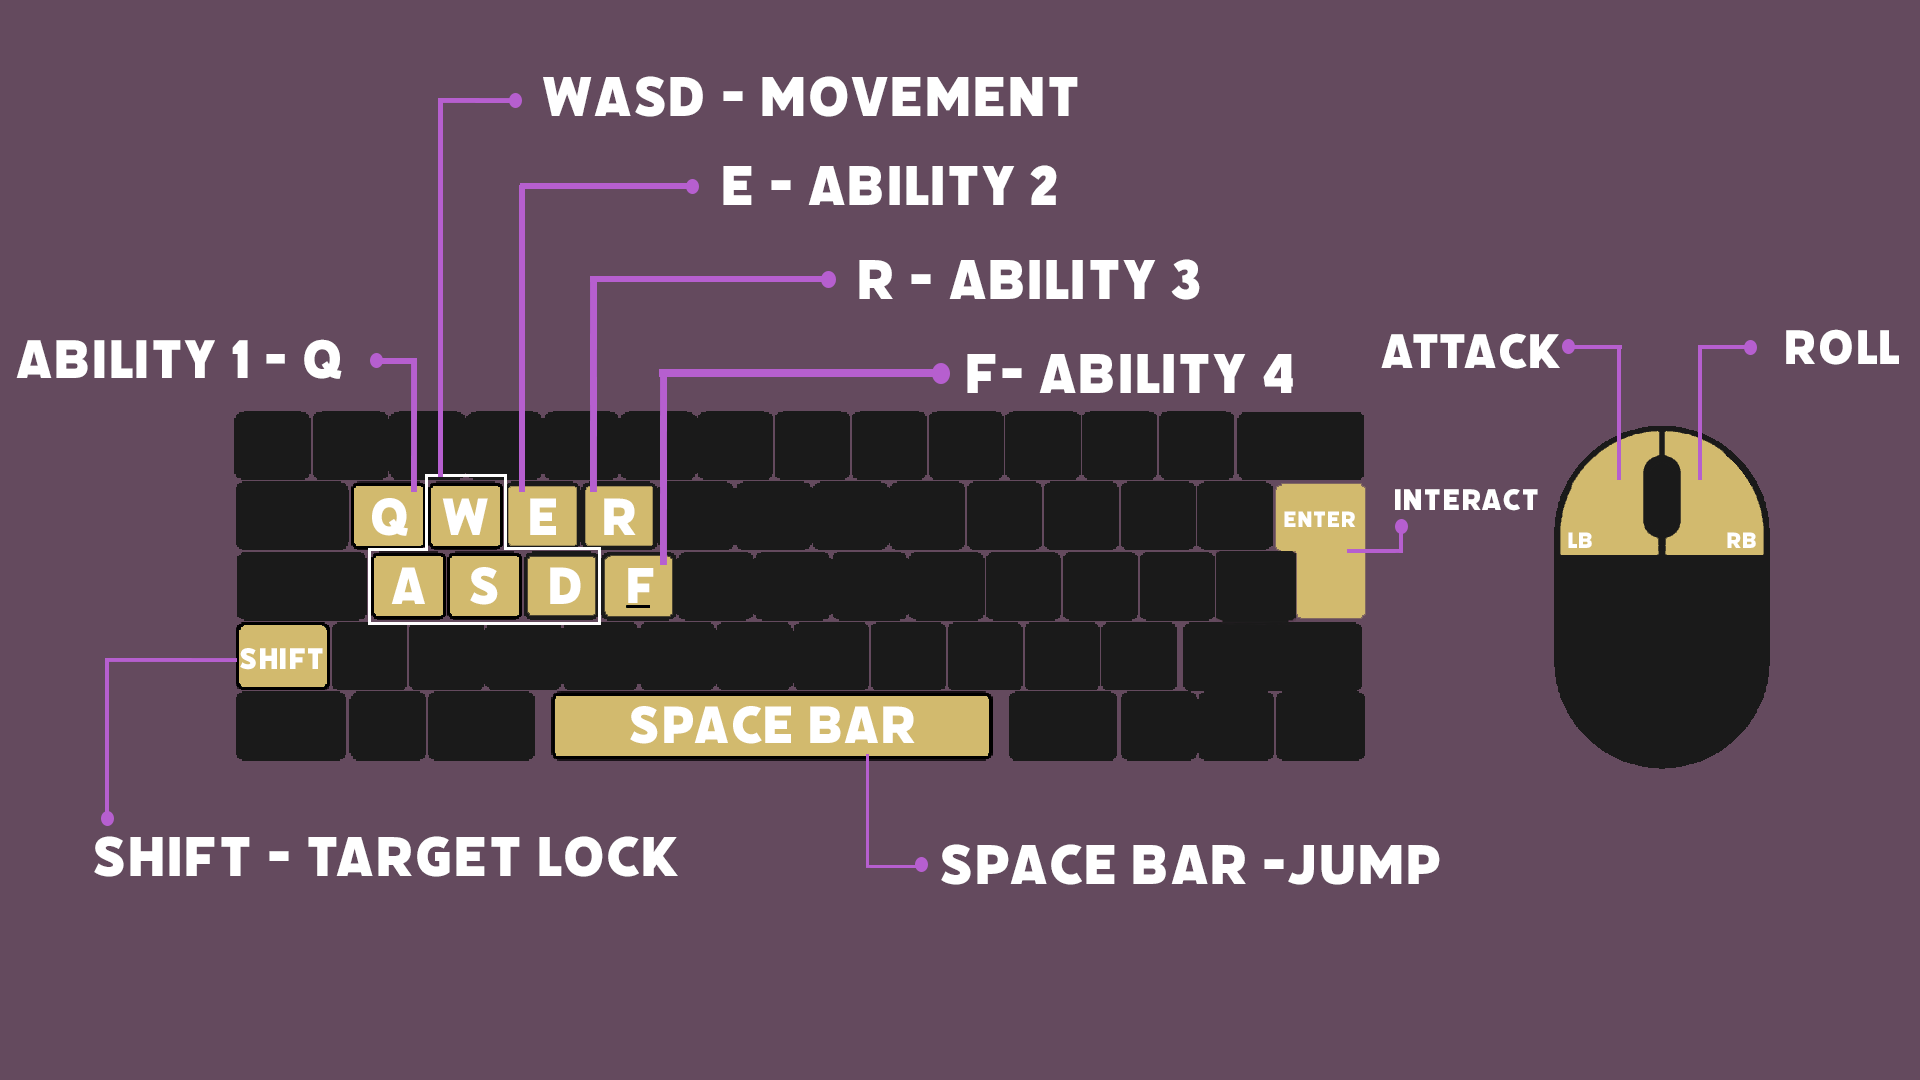 WASD - MOVEMENT
E - ABILITY 2
R - ABILITY 3
ABILITY 1 - Q
F- ABILITY 4
ATTACK
ROLL
Q W E R
ENTER
INTERACT
LB
RB
A S D F
SHIFT
SPACE BAR
SHIFT - TARGET LOCK
SPACE BAR -JUMP